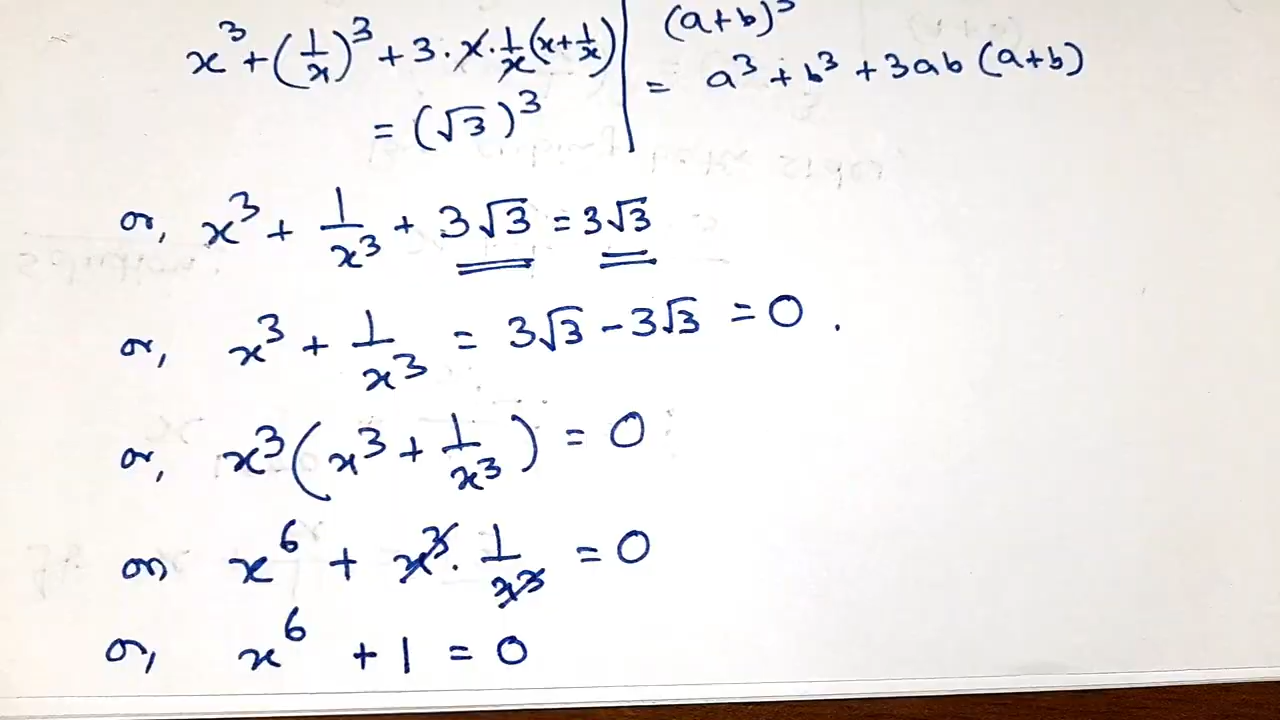 x³ + (1/x)³ + 3 · x · 1/x (x + 1/x)
= (√3)³
(a+b)³
= a³ + b³ + 3ab (a+b)
or, x³ + 1/x³ + 3√3 = 3√3
or, x³ + 1/x³ = 3√3 - 3√3 = 0 .
or, x³ (x³ + 1/x³) = 0
or, x⁶ + x³ · 1/x³ = 0
or, x⁶ + 1 = 0